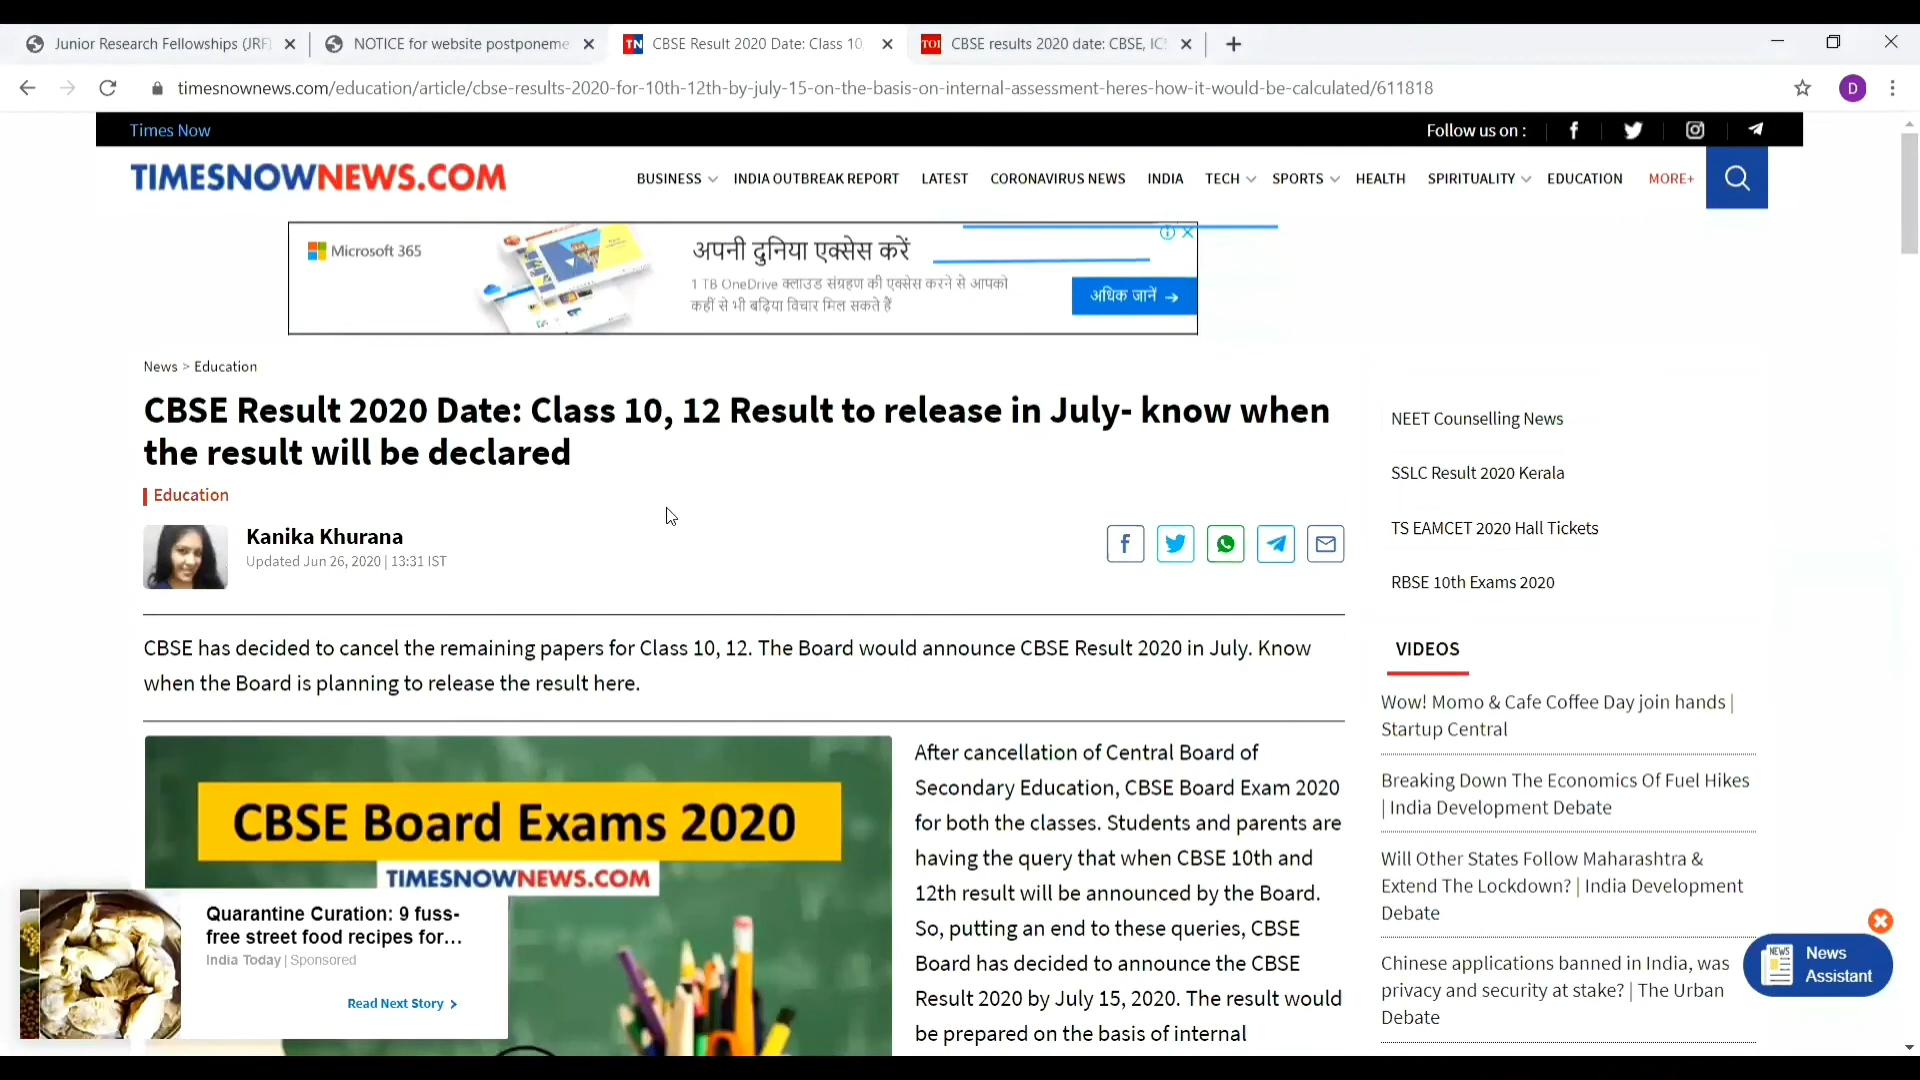 Junior Research Fellowships (JRF
NOTICE for website postponeme
TN CBSE Result 2020 Date: Class 10
TOI CBSE results 2020 date: CBSE, IC
timesnownews.com/education/article/cbse-results-2020-for-10th-12th-by-july-15-on-the-basis-on-internal-assessment-heres-how-it-would-be-calculated/611818
D
Times Now
Follow us on :
TIMESNOWNEWS.COM
BUSINESS INDIA OUTBREAK REPORT LATEST CORONAVIRUS NEWS INDIA TECH SPORTS HEALTH SPIRITUALITY EDUCATION MORE+
Microsoft 365
अपनी दुनिया एक्सेस करें
1 TB OneDrive क्लाउड संग्रहण की एक्सेस करने से आपको
कहीं से भी बढ़िया विचार मिल सकते हैं
अधिक जानें →
News > Education
CBSE Result 2020 Date: Class 10, 12 Result to release in July- know when
the result will be declared
Education
Kanika Khurana
Updated Jun 26, 2020 | 13:31 IST
CBSE has decided to cancel the remaining papers for Class 10, 12. The Board would announce CBSE Result 2020 in July. Know
when the Board is planning to release the result here.
CBSE Board Exams 2020
TIMESNOWNEWS.COM
After cancellation of Central Board of
Secondary Education, CBSE Board Exam 2020
for both the classes. Students and parents are
having the query that when CBSE 10th and
12th result will be announced by the Board.
So, putting an end to these queries, CBSE
Board has decided to announce the CBSE
Result 2020 by July 15, 2020. The result would
be prepared on the basis of internal
Quarantine Curation: 9 fuss-
free street food recipes for...
India Today | Sponsored
Read Next Story >
NEET Counselling News
SSLC Result 2020 Kerala
TS EAMCET 2020 Hall Tickets
RBSE 10th Exams 2020
VIDEOS
Wow! Momo & Cafe Coffee Day join hands |
Startup Central
Breaking Down The Economics Of Fuel Hikes
| India Development Debate
Will Other States Follow Maharashtra &
Extend The Lockdown? | India Development
Debate
Chinese applications banned in India, was
privacy and security at stake? | The Urban
Debate
NEWS
News
Assistant